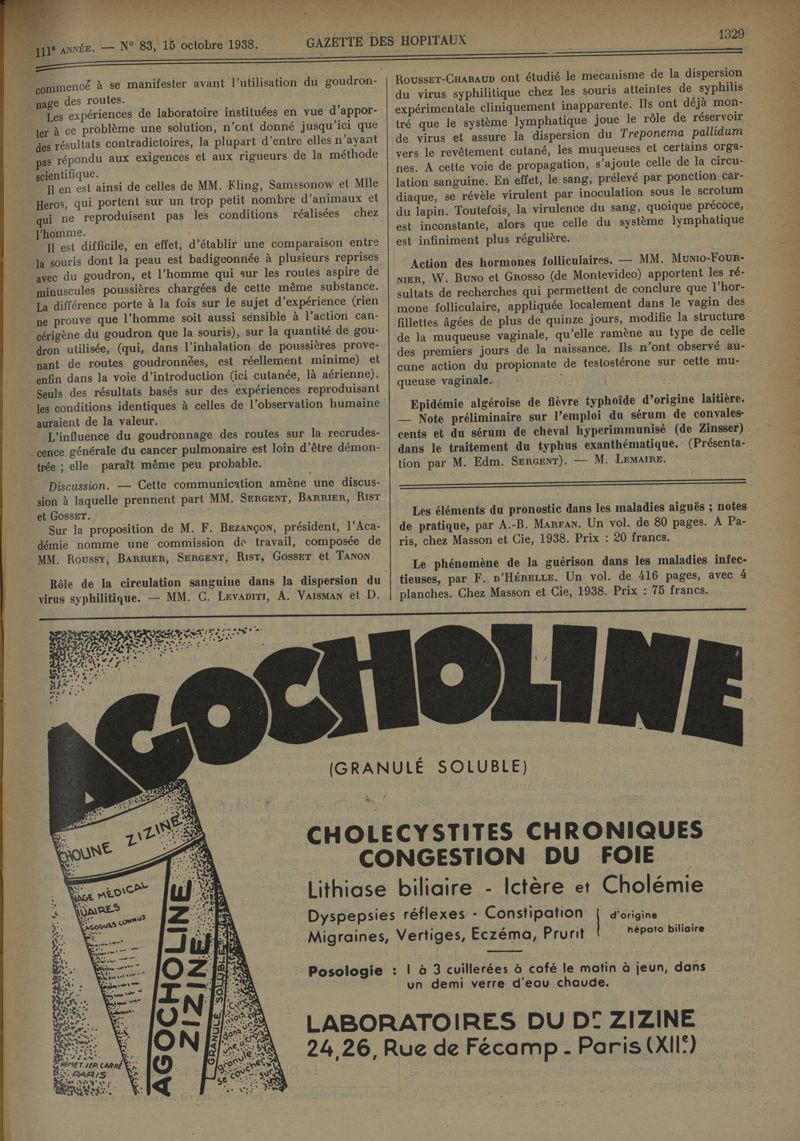 111e ANNÉE. — N° 83, 15 octobre 1938.
GAZETTE DES HOPITAUX
1329
commencé à se manifester avant l'utilisation du goudron-
nage des routes.
Les expériences de laboratoire instituées en vue d'appor-
ter à ce problème une solution, n'ont donné jusqu'ici que
des résultats contradictoires, la plupart d'entre elles n'ayant
pas répondu aux exigences et aux rigueurs de la méthode
scientifique.
Il en est ainsi de celles de MM. Kling, Samssonow et Mlle
Heros, qui portent sur un trop petit nombre d'animaux et
qui ne reproduisent pas les conditions réalisées chez
l'homme.
Il est difficile, en effet, d'établir une comparaison entre
la souris dont la peau est badigeonnée à plusieurs reprises
avec du goudron, et l'homme qui sur les routes aspire de
minuscules poussières chargées de cette même substance.
La différence porte à la fois sur le sujet d'expérience (rien
ne prouve que l'homme soit aussi sensible à l'action can-
cérigène du goudron que la souris), sur la quantité de gou-
dron utilisée, (qui, dans l'inhalation de poussières prove-
nant de routes goudronnées, est réellement minime) et
enfin dans la voie d'introduction (ici cutanée, là aérienne).
Seuls des résultats basés sur des expériences reproduisant
les conditions identiques à celles de l'observation humaine
auraient de la valeur.
L'influence du goudronnage des routes sur la recrudes-
cence générale du cancer pulmonaire est loin d'être démon-
trée ; elle paraît même peu probable.
Discussion. — Cette communication amène une discus-
sion à laquelle prennent part MM. SERGENT, BARRIER, RIST
et GOSSET.
Sur la proposition de M. F. BEZANÇON, président, l'Aca-
démie nomme une commission de travail, composée de
MM. ROUSSY, BARRIER, SERGENT, RIST, GOSSET et TANON
Rôle de la circulation sanguine dans la dispersion du
virus syphilitique. — MM. C. LEVADITI, A. VAISMAN et D.
ROUSSET-CHABAUD ont étudié le mecanisme de la dispersion
du virus syphilitique chez les souris atteintes de syphilis
expérimentale cliniquement inapparente. Ils ont déjà mon-
tré que le système lymphatique joue le rôle de réservoir
de virus et assure la dispersion du Treponema pallidum
vers le revêtement cutané, les muqueuses et certains orga-
nes. A cette voie de propagation, s'ajoute celle de la circu-
lation sanguine. En effet, le sang, prélevé par ponction car-
diaque, se révèle virulent par inoculation sous le scrotum
du lapin. Toutefois, la virulence du sang, quoique précoce,
est inconstante, alors que celle du système lymphatique
est infiniment plus régulière.
Action des hormones folliculaires. — MM. MUNIO-FOUR-
NIER, W. BUNO et GROSSO (de Montevideo) apportent les ré-
sultats de recherches qui permettent de conclure que l'hor-
mone folliculaire, appliquée localement dans le vagin des
fillettes âgées de plus de quinze jours, modifie la structure
de la muqueuse vaginale, qu'elle ramène au type de celle
des premiers jours de la naissance. Ils n'ont observé au-
cune action du propionate de testostérone sur cette mu-
queuse vaginale.
Epidémie algéroise de fièvre typhoïde d'origine laitière.
— Note préliminaire sur l'emploi du sérum de convales-
cents et du sérum de cheval hyperimmunisé (de Zinsser)
dans le traitement du typhus exanthématique. (Présenta-
tion par M. Edm. SERGENT). — M. LEMAIRE.
Les éléments du pronostic dans les maladies aiguës ; notes
de pratique, par A.-B. MARFAN. Un vol. de 80 pages. A Pa-
ris, chez Masson et Cie, 1938. Prix : 20 francs.
Le phénomène de la guérison dans les maladies infec-
tieuses, par F. D'HÉRELLE. Un vol. de 416 pages, avec 4
planches. Chez Masson et Cie, 1938. Prix : 75 francs.
AGOCHOLINE
(GRANULÉ SOLUBLE)
CHOLECYSTITES CHRONIQUES
CONGESTION DU FOIE
Lithiase biliaire - Ictère et Cholémie
Dyspepsies réflexes - Constipation
Migraines, Vertiges, Eczéma, Prurit
d'origine
hépato biliaire
Posologie : 1 à 3 cuillerées à café le matin à jeun, dans
un demi verre d'eau chaude.
LABORATOIRES DU Dr ZIZINE
24,26, Rue de Fécamp - Paris (XIIe)
CHOLINE ZIZINE
AGE MÉDICAL
AGOCHOLINE
ZIZINE
GRANULÉ SOLUBLE
PARIS